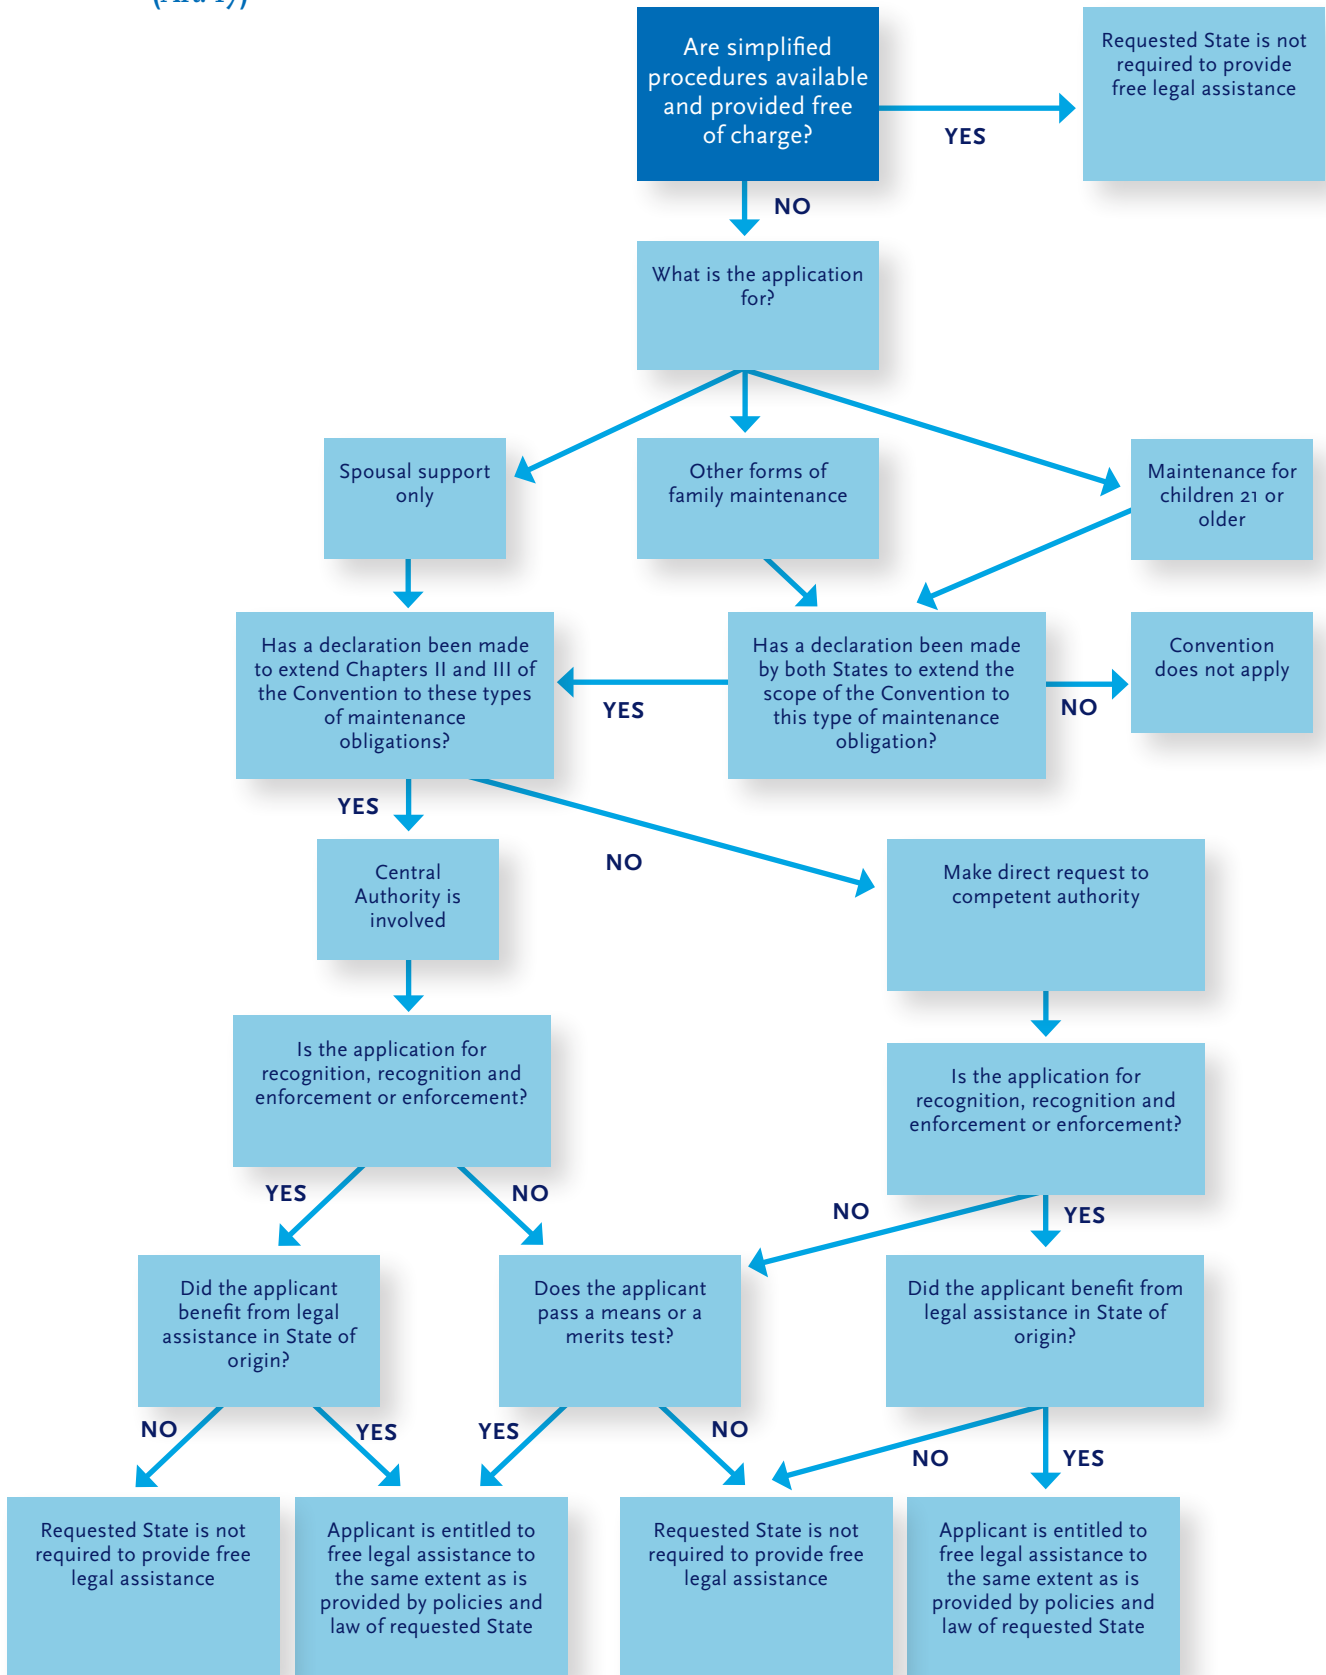 (Art. 17)
Are simplified
procedures available
and provided free
of charge?
YES
Requested State is not
required to provide
free legal assistance
NO
What is the application
for?
Spousal support
only
Other forms of
family maintenance
Maintenance for
children 21 or
older
Has a declaration been made
to extend Chapters II and III of
the Convention to these types
of maintenance
obligations?
YES
Has a declaration been made
by both States to extend the
scope of the Convention to
this type of maintenance
obligation?
NO
Convention
does not apply
YES
NO
Central
Authority is
involved
Make direct request to
competent authority
Is the application for
recognition, recognition and
enforcement or enforcement?
Is the application for
recognition, recognition and
enforcement or enforcement?
YES
NO
NO
YES
Did the applicant
benefit from legal
assistance in State of
origin?
Does the applicant
pass a means or a
merits test?
Did the applicant benefit from
legal assistance in State of
origin?
NO
YES
YES
NO
NO
YES
Requested State is not
required to provide free
legal assistance
Applicant is entitled to
free legal assistance to
the same extent as is
provided by policies and
law of requested State
Requested State is not
required to provide free
legal assistance
Applicant is entitled to
free legal assistance to
the same extent as is
provided by policies and
law of requested State